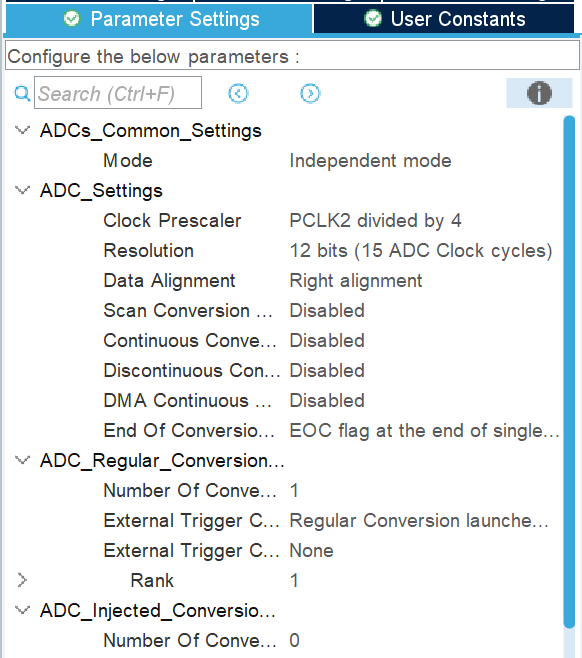 Parameter Settings User Constants
Configure the below parameters :
Search (Ctrl+F)
ADCs_Common_Settings
Mode Independent mode
ADC_Settings
Clock Prescaler PCLK2 divided by 4
Resolution 12 bits (15 ADC Clock cycles)
Data Alignment Right alignment
Scan Conversion ... Disabled
Continuous Conve... Disabled
Discontinuous Con... Disabled
DMA Continuous ... Disabled
End Of Conversio... EOC flag at the end of single...
ADC_Regular_Conversion...
Number Of Conve... 1
External Trigger C... Regular Conversion launche...
External Trigger C... None
Rank 1
ADC_Injected_Conversio...
Number Of Conve... 0